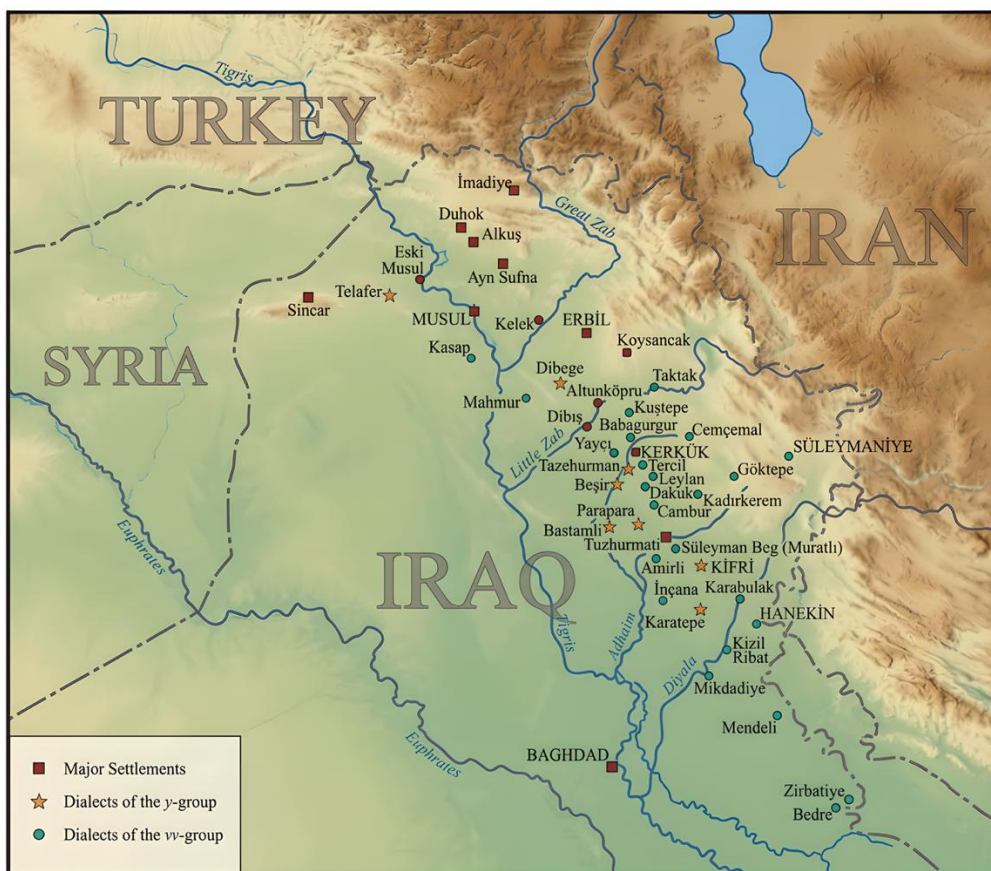 Tigris
TURKEY
İmadiye
Great Zab
IRAN
Duhok
Alkuş
Eski
Musul
Ayn Sufna
Telafer
Sincar
MUSUL
Kelek
ERBİL
Koysancak
SYRIA
Kasap
Dibege
Taktak
Altunköpru
Mahmur
Kuştepe
Dibış
Babagurgur
Cemçemal
Little Zab
Yayçı
KERKÜK
SÜLEYMANİYE
Tazehurman
Tercil
Leylan
Göktepe
Beşir
Dakuk
Kadırkerem
Cambur
Parapara
Bastamli
Euphrates
Tuzhurmati
Süleyman Beg (Muratlı)
IRAQ
Amirli
KİFRİ
İnçana
Karabulak
Karatepe
HANEKİN
Tigris
Adhaim
Kizil
Ribat
Diyala
Mikdadiye
Mendeli
Euphrates
BAGHDAD
Zirbatiye
Bedre
Major Settlements
Dialects of the y-group
Dialects of the vv-group